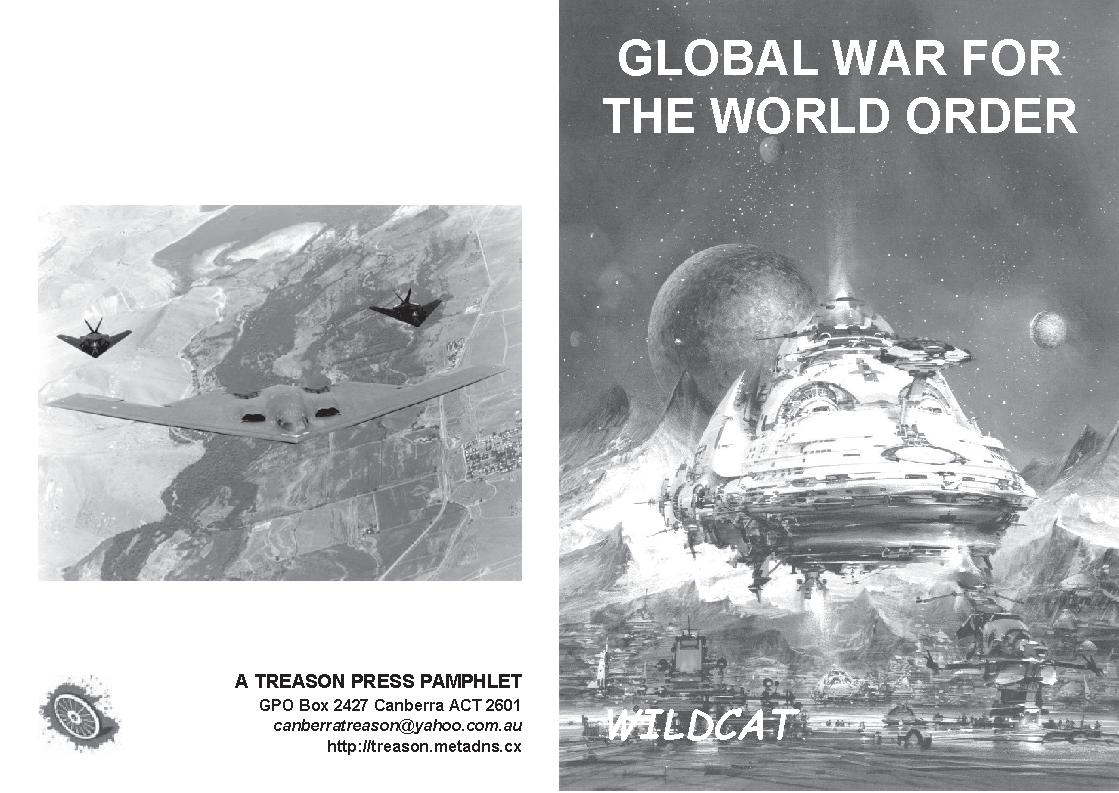 GLOBAL WAR FOR
THE WORLD ORDER
WILDCAT
A TREASON PRESS PAMPHLET
GPO Box 2427 Canberra ACT 2601
canberratreason@yahoo.com.au
http://treason.metadns.cx